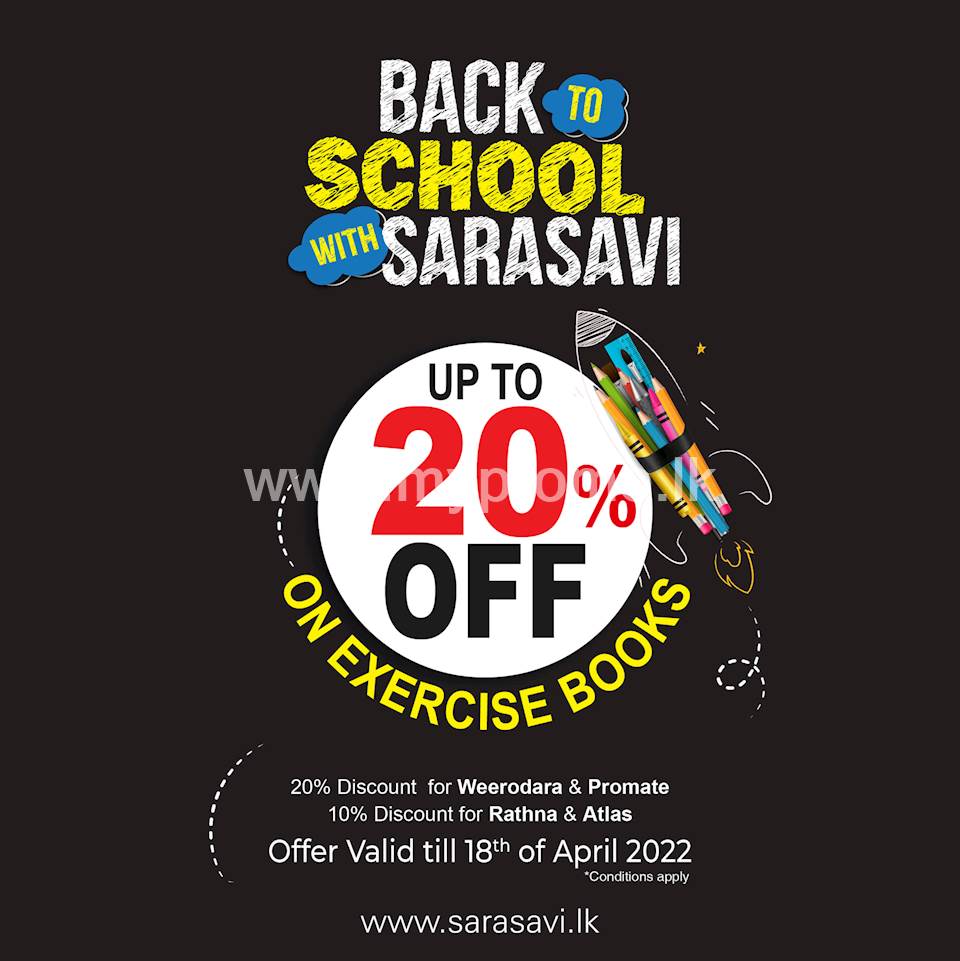 BACK TO
SCHOOL
WITH SARASAVI
UP TO
20%
OFF
ON EXERCISE BOOKS
20% Discount for Weerodara & Promate
10% Discount for Rathna & Atlas
Offer Valid till 18th of April 2022
*Conditions apply
www.sarasavi.lk